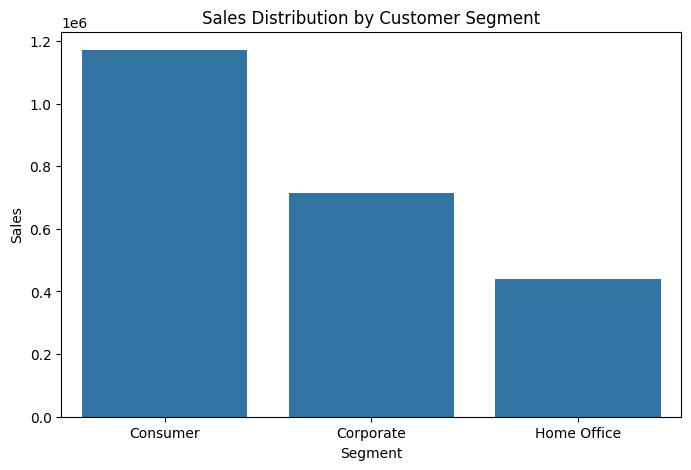 Sales Distribution by Customer Segment
1e6
1.2
1.0
0.8
0.6
0.4
0.2
0.0
Sales
Consumer Corporate Home Office
Segment